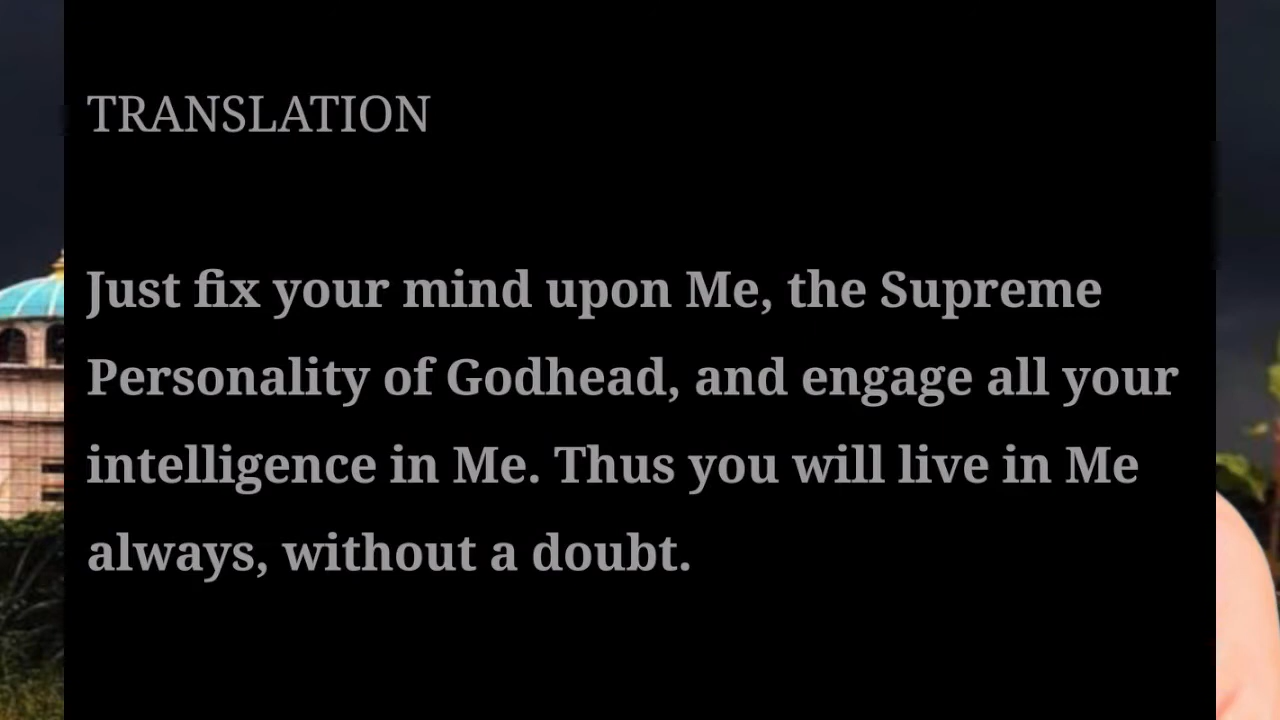 TRANSLATION
Just fix your mind upon Me, the Supreme
Personality of Godhead, and engage all your
intelligence in Me. Thus you will live in Me
always, without a doubt.